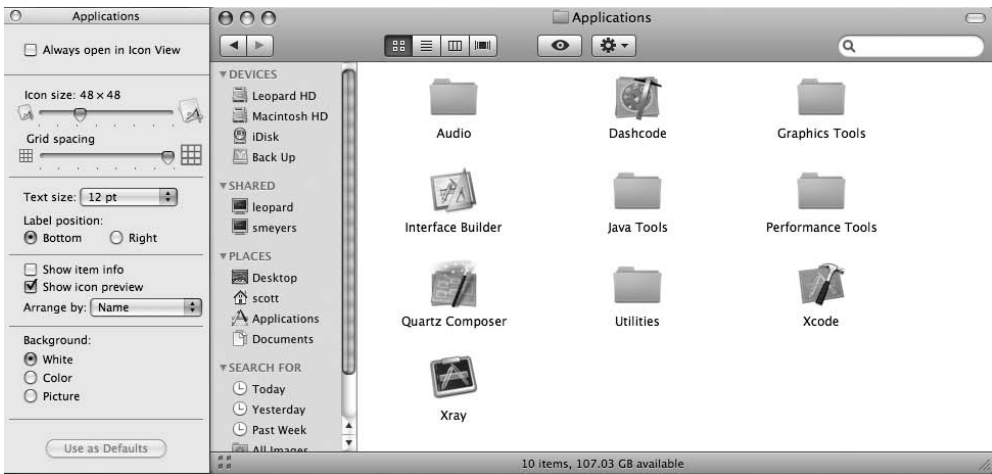 Applications
Always open in Icon View
Icon size: 48 × 48
Grid spacing
Text size: 12 pt
Label position:
Bottom Right
Show item info
Show icon preview
Arrange by: Name
Background:
White
Color
Picture
Use as Defaults
Applications
DEVICES
Leopard HD
Macintosh HD
iDisk
Back Up
SHARED
leopard
smeyers
PLACES
Desktop
scott
Applications
Documents
SEARCH FOR
Today
Yesterday
Past Week
All Images
Audio Dashcode Graphics Tools
Interface Builder Java Tools Performance Tools
Quartz Composer Utilities Xcode
Xray
10 items, 107.03 GB available